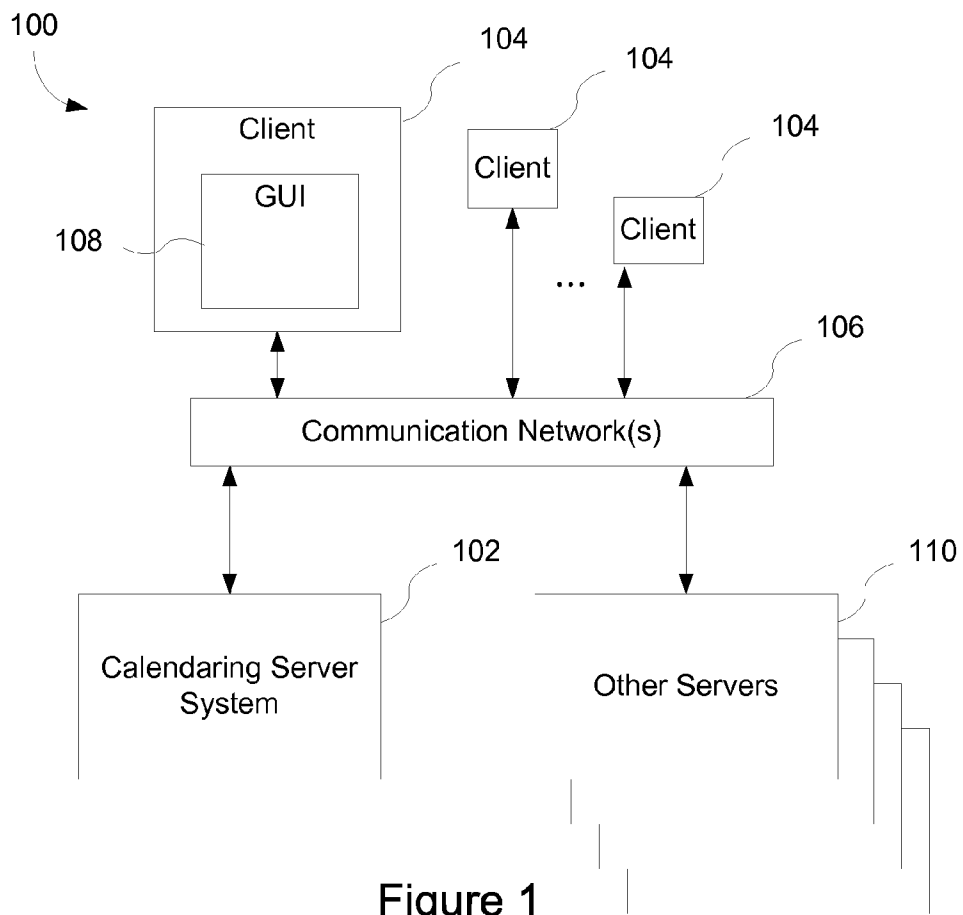 100
104
104
104
Client
GUI
108
Client
Client
...
106
Communication Network(s)
102
110
Calendaring Server
System
Other Servers
Figure 1